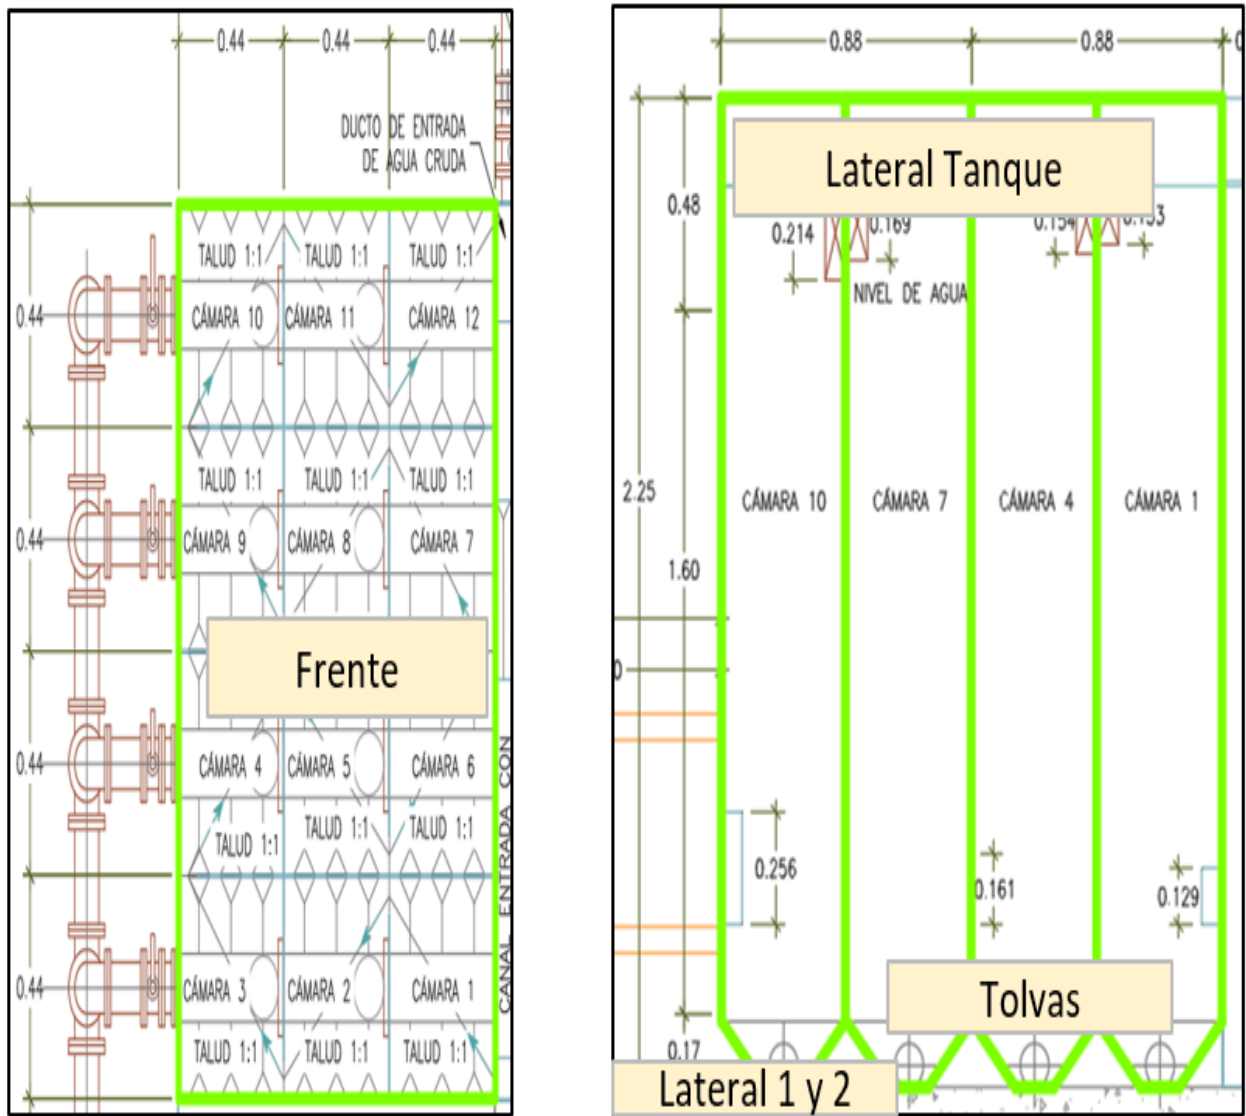 0.44
0.44
0.44
DUCTO DE ENTRADA
DE AGUA CRUDA
TALUD 1:1
TALUD 1:1
TALUD 1:1
0.44
CÁMARA 10
CÁMARA 11
CÁMARA 12
TALUD 1:1
TALUD 1:1
TALUD 1:1
0.44
CÁMARA 9
CÁMARA 8
CÁMARA 7
Frente
0.44
CÁMARA 4
CÁMARA 5
CÁMARA 6
TALUD 1:1
TALUD 1:1
TALUD 1:1
CANAL ENTRADA CON
0.44
CÁMARA 3
CÁMARA 2
CÁMARA 1
TALUD 1:1
TALUD 1:1
TALUD 1:1
0.88
0.88
Lateral Tanque
0.48
0.214
0.169
0.154
NIVEL DE AGUA
2.25
CÁMARA 10
CÁMARA 7
CÁMARA 4
CÁMARA 1
1.60
0.256
0.161
0.129
Tolvas
0.17
Lateral 1 y 2